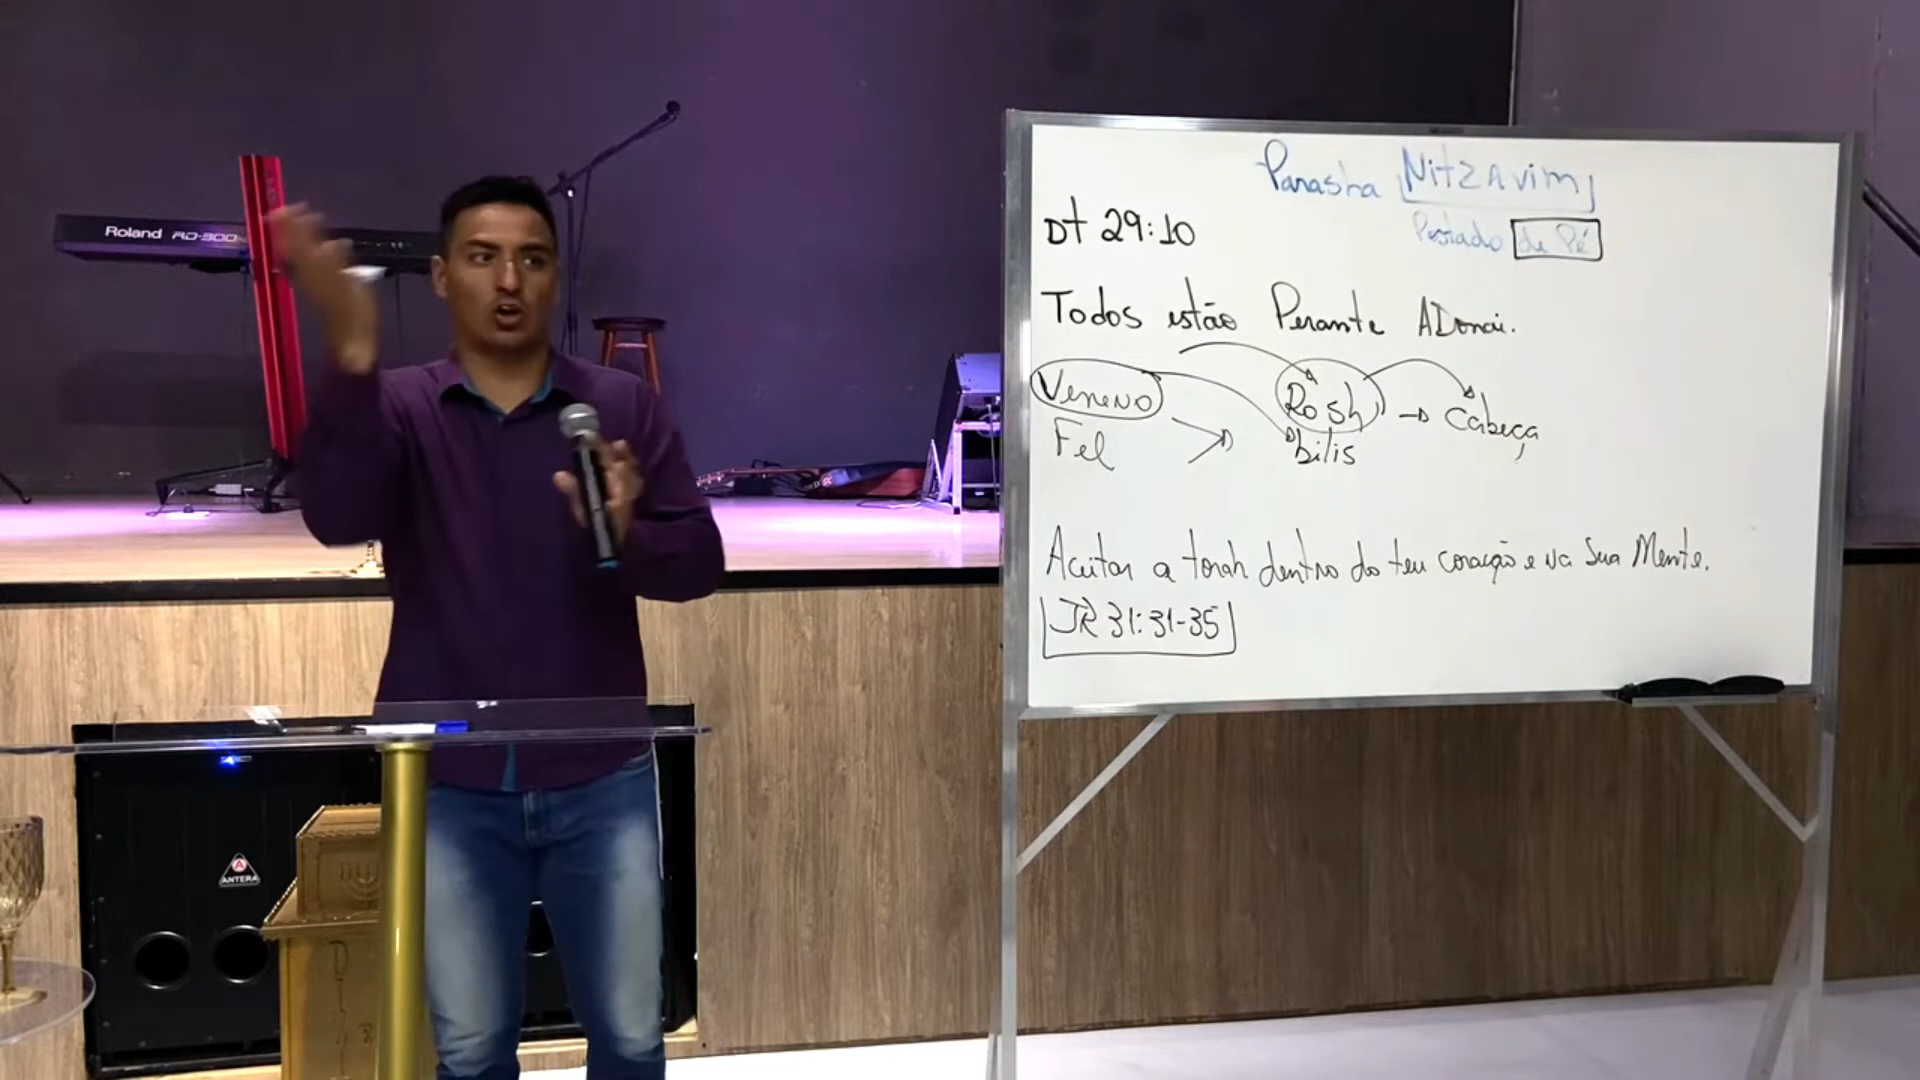 Parasha Nitzavim
Postado de Pé
Dt 29:10
Todos estão Perante ADonai.
Veneno Rosh → Cabeça
Fel bilis
Aceitar a torah dentro do teu coração e na Sua Mente.
JR 31:31-35
Roland RD-300
ANTERA